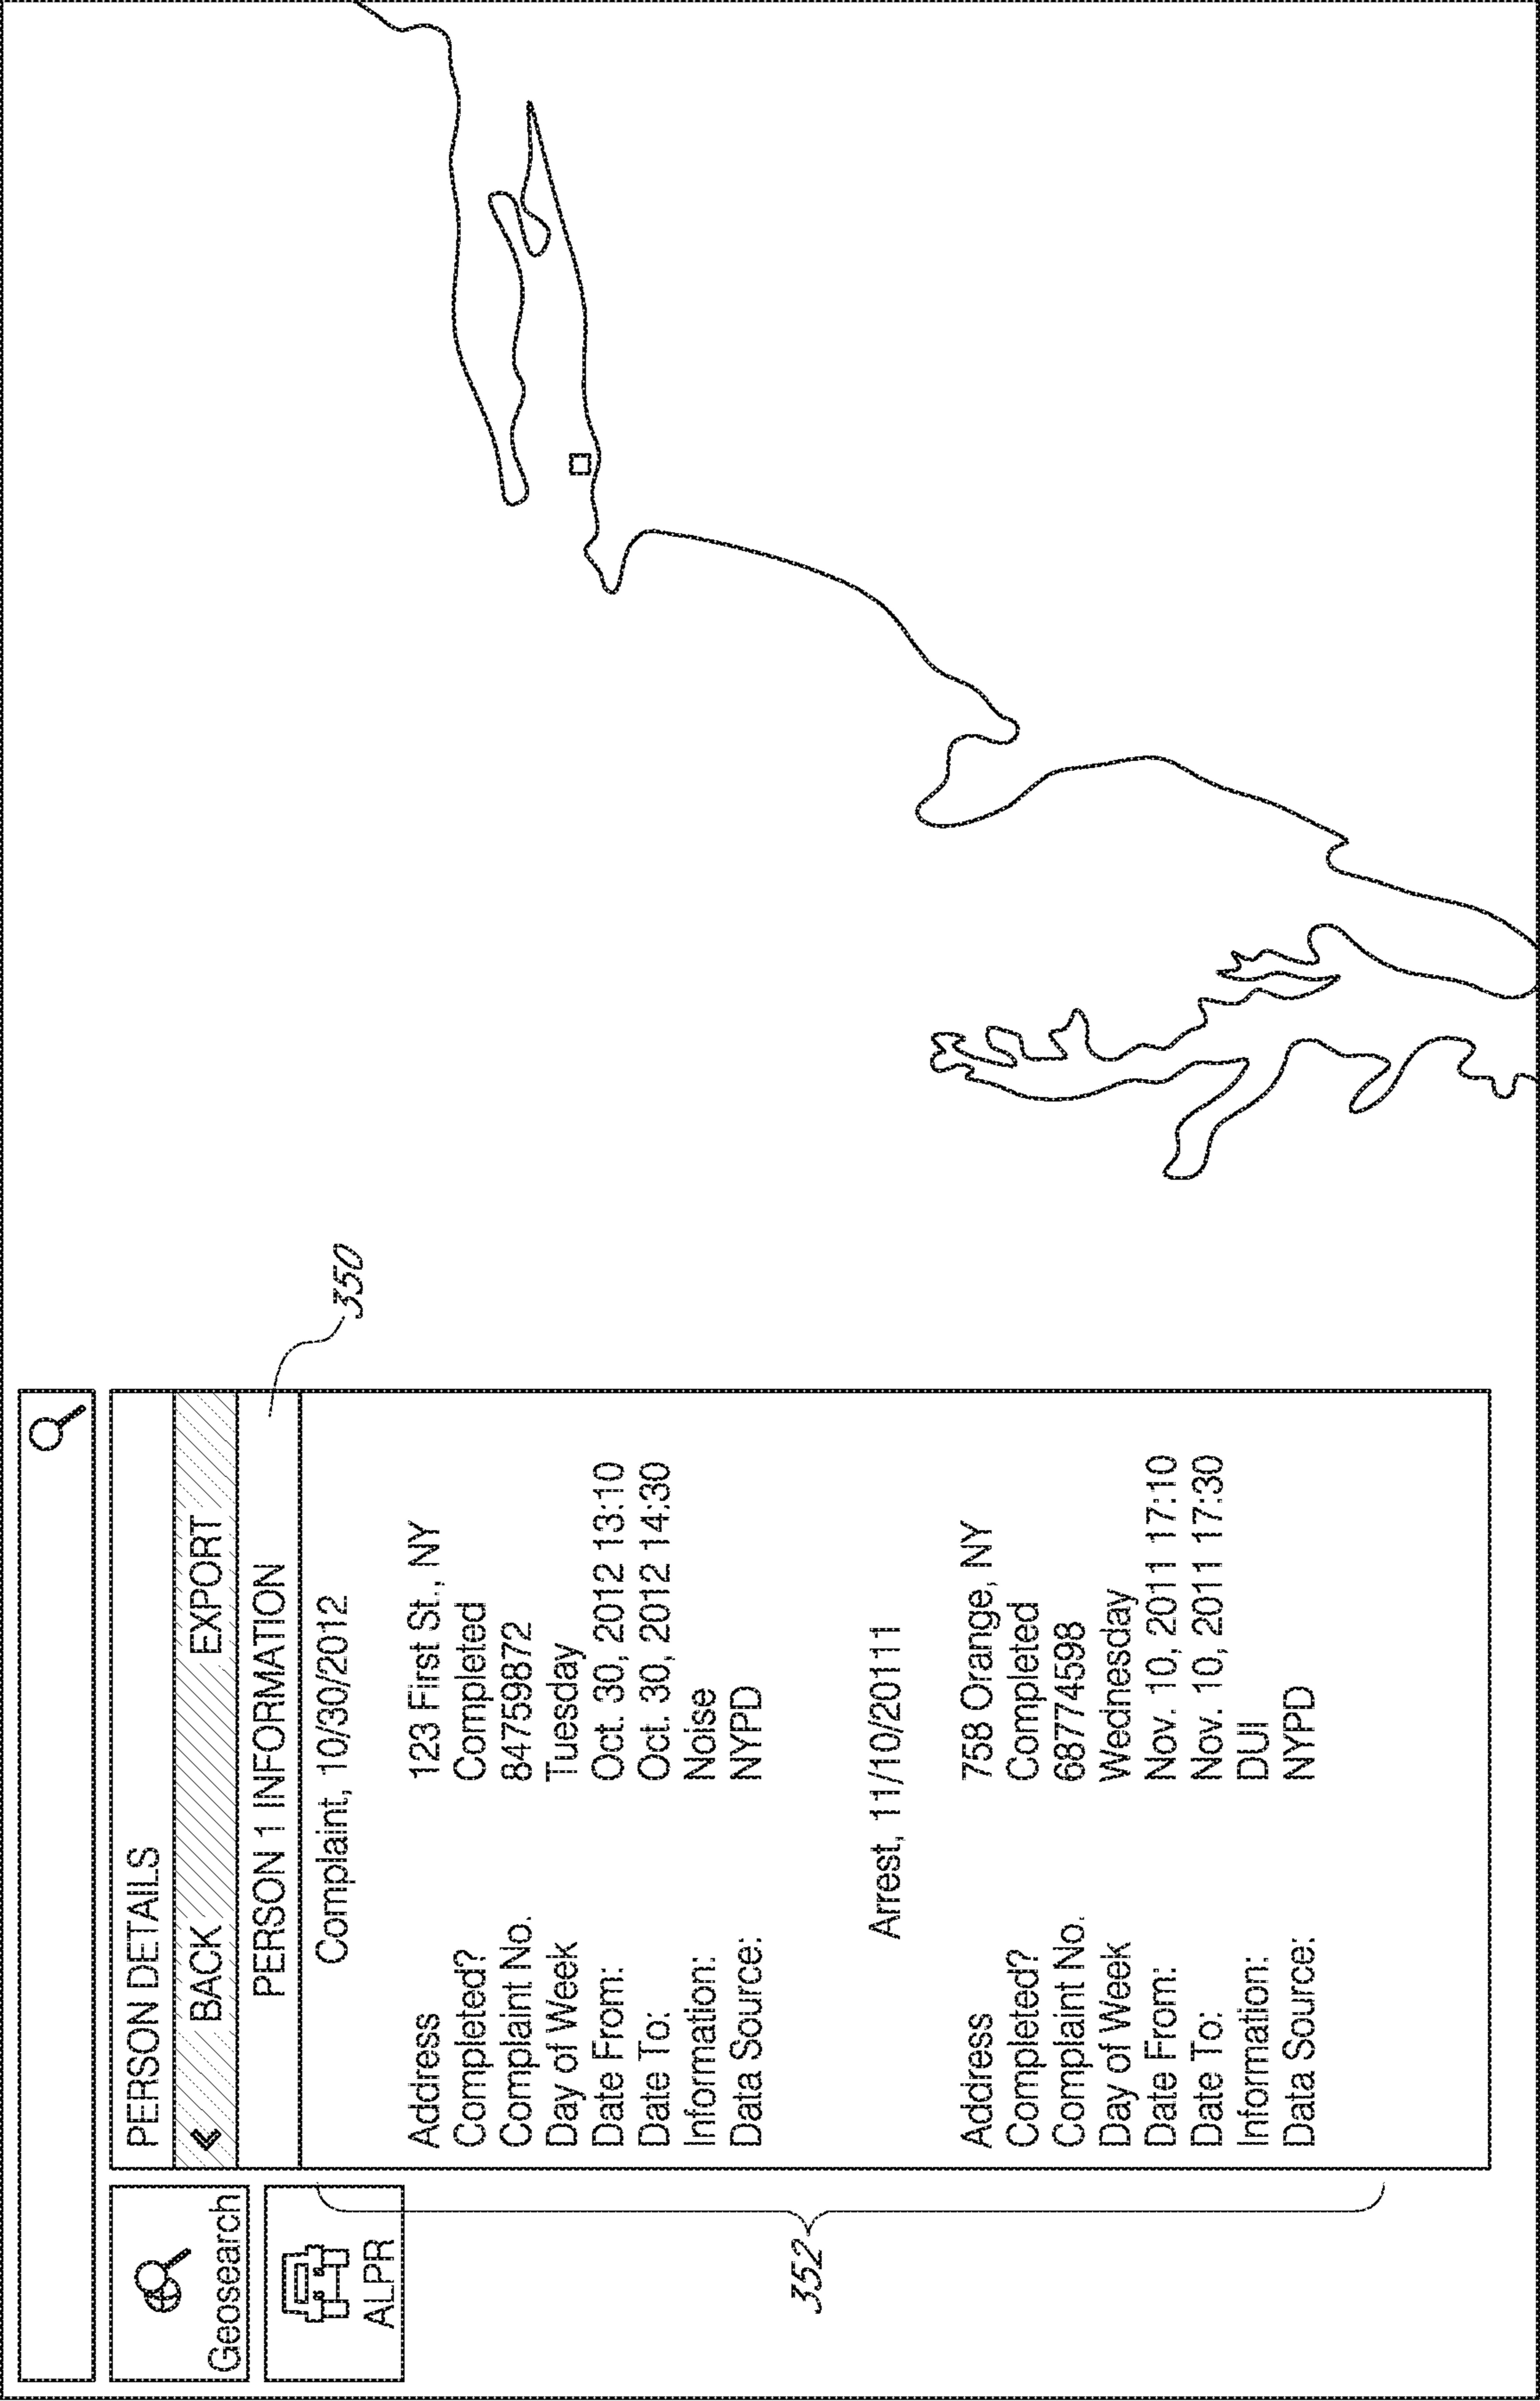 PERSON DETAILS
BACK EXPORT
PERSON 1 INFORMATION
350
Geosearch
ALPR
352
Complaint, 10/30/2012
Address 123 First St., NY
Completed? Completed
Complaint No. 84759872
Day of Week Tuesday
Date From: Oct. 30, 2012 13:10
Date To: Oct. 30, 2012 14:30
Information: Noise
Data Source: NYPD
Arrest, 11/10/20111
Address 758 Orange, NY
Completed? Completed
Complaint No. 68774598
Day of Week Wednesday
Date From: Nov. 10, 2011 17:10
Date To: Nov. 10, 2011 17:30
Information: DUI
Data Source: NYPD